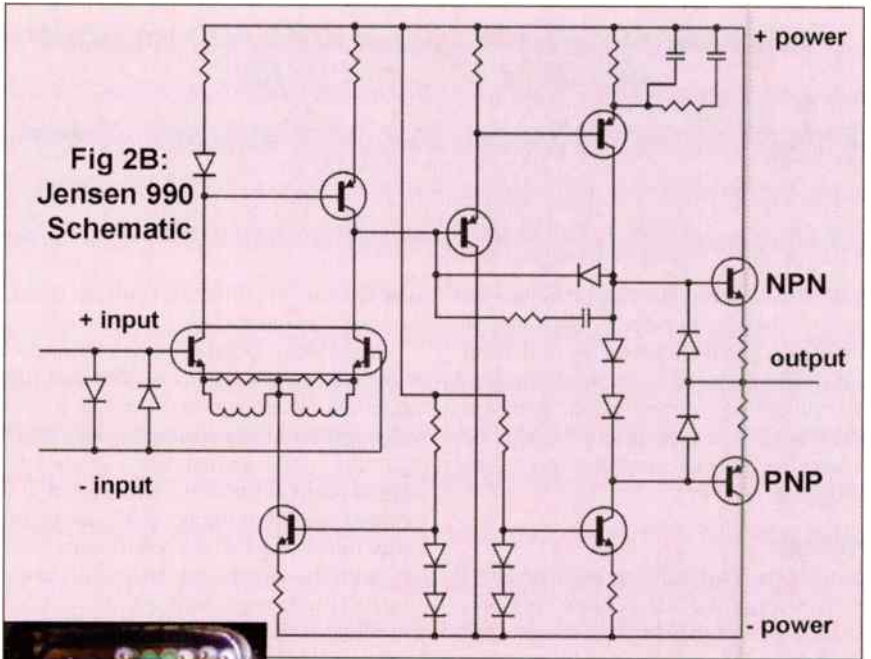 + power
Fig 2B:
Jensen 990
Schematic
NPN
+ input
output
- input
PNP
- power